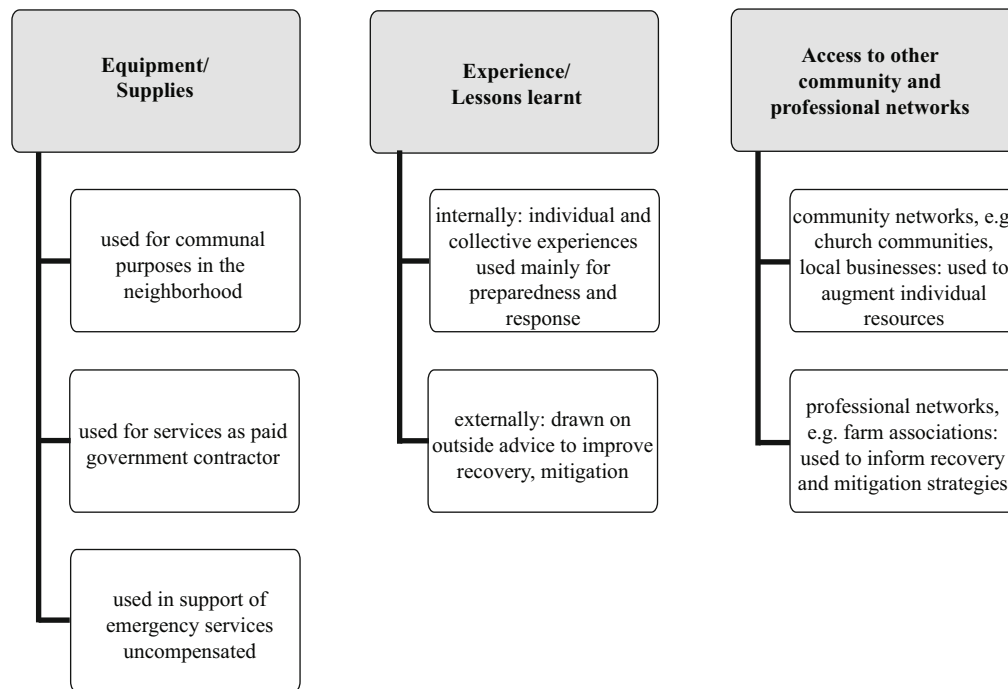 Equipment/
Supplies
used for communal
purposes in the
neighborhood
used for services as paid
government contractor
used in support of
emergency services
uncompensated
Experience/
Lessons learnt
internally: individual and
collective experiences
used mainly for
preparedness and
response
externally: drawn on
outside advice to improve
recovery, mitigation
Access to other
community and
professional networks
community networks, e.g
church communities,
local businesses: used to
augment individual
resources
professional networks,
e.g. farm associations:
used to inform recovery
and mitigation strategies